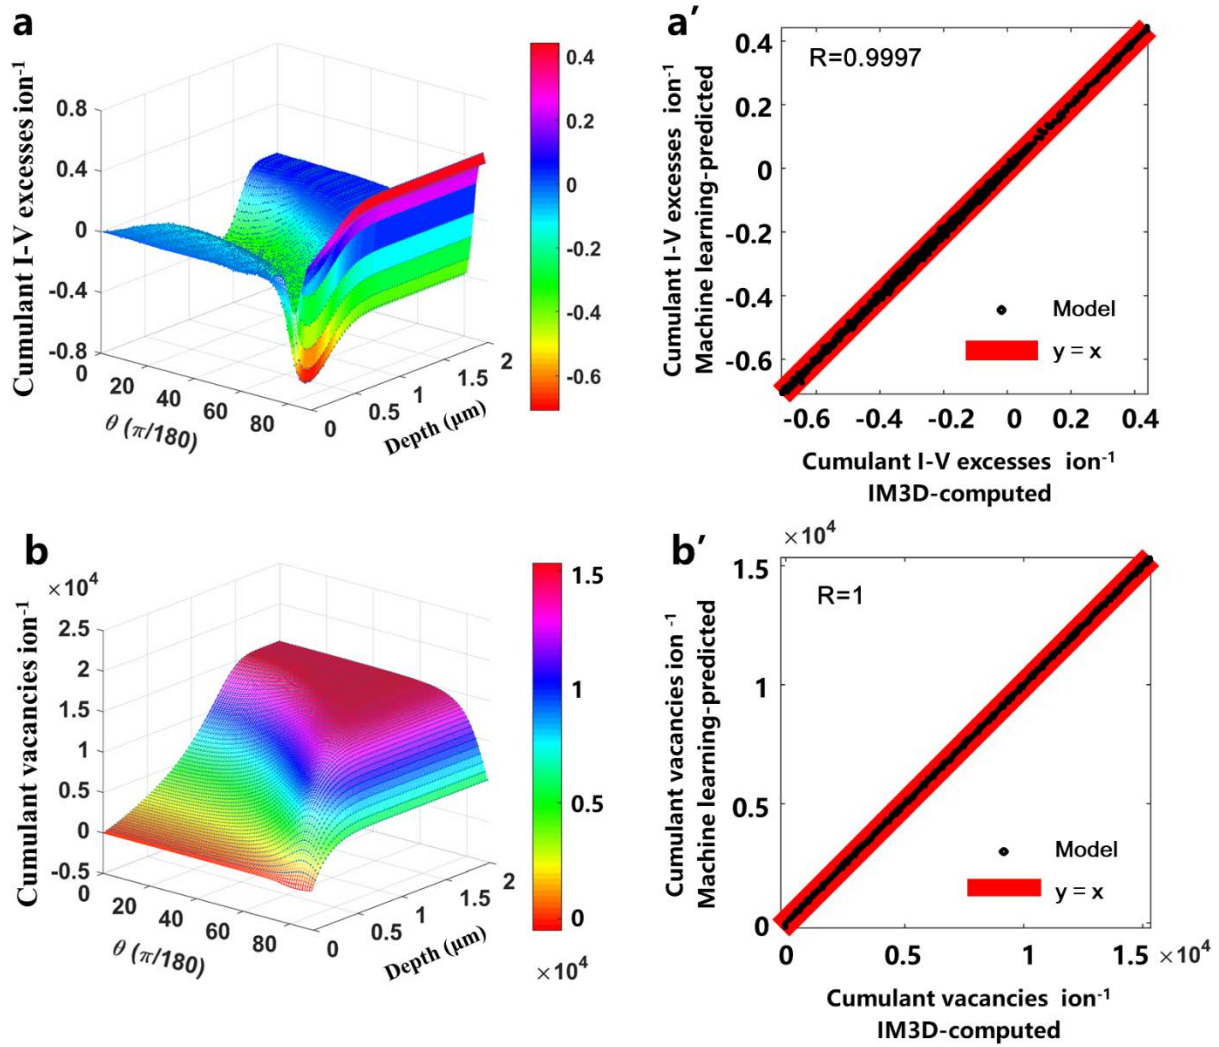 a
Cumulant I-V excesses ion⁻¹
0.8
0.4
0
-0.4
-0.8
0
20
40
60
80
θ (π/180)
0
0.5
1
1.5
2
Depth (μm)
0.4
0.2
0
-0.2
-0.4
-0.6
a′
R=0.9997
Cumulant I-V excesses ion⁻¹
Machine learning-predicted
0.4
0.2
0
-0.2
-0.4
-0.6
Model
y = x
-0.6 -0.4 -0.2 0 0.2 0.4
Cumulant I-V excesses ion⁻¹
IM3D-computed
b
×10⁴
Cumulant vacancies ion⁻¹
2.5
2
1.5
1
0.5
0
-0.5
0
20
40
60
80
θ (π/180)
0
0.5
1
1.5
2
Depth (μm)
1.5
1
0.5
0
×10⁴
b′
×10⁴
R=1
Cumulant vacancies ion ⁻¹
Machine learning-predicted
1.5
1
0.5
0
Model
y = x
0 0.5 1 1.5 ×10⁴
Cumulant vacancies ion⁻¹
IM3D-computed